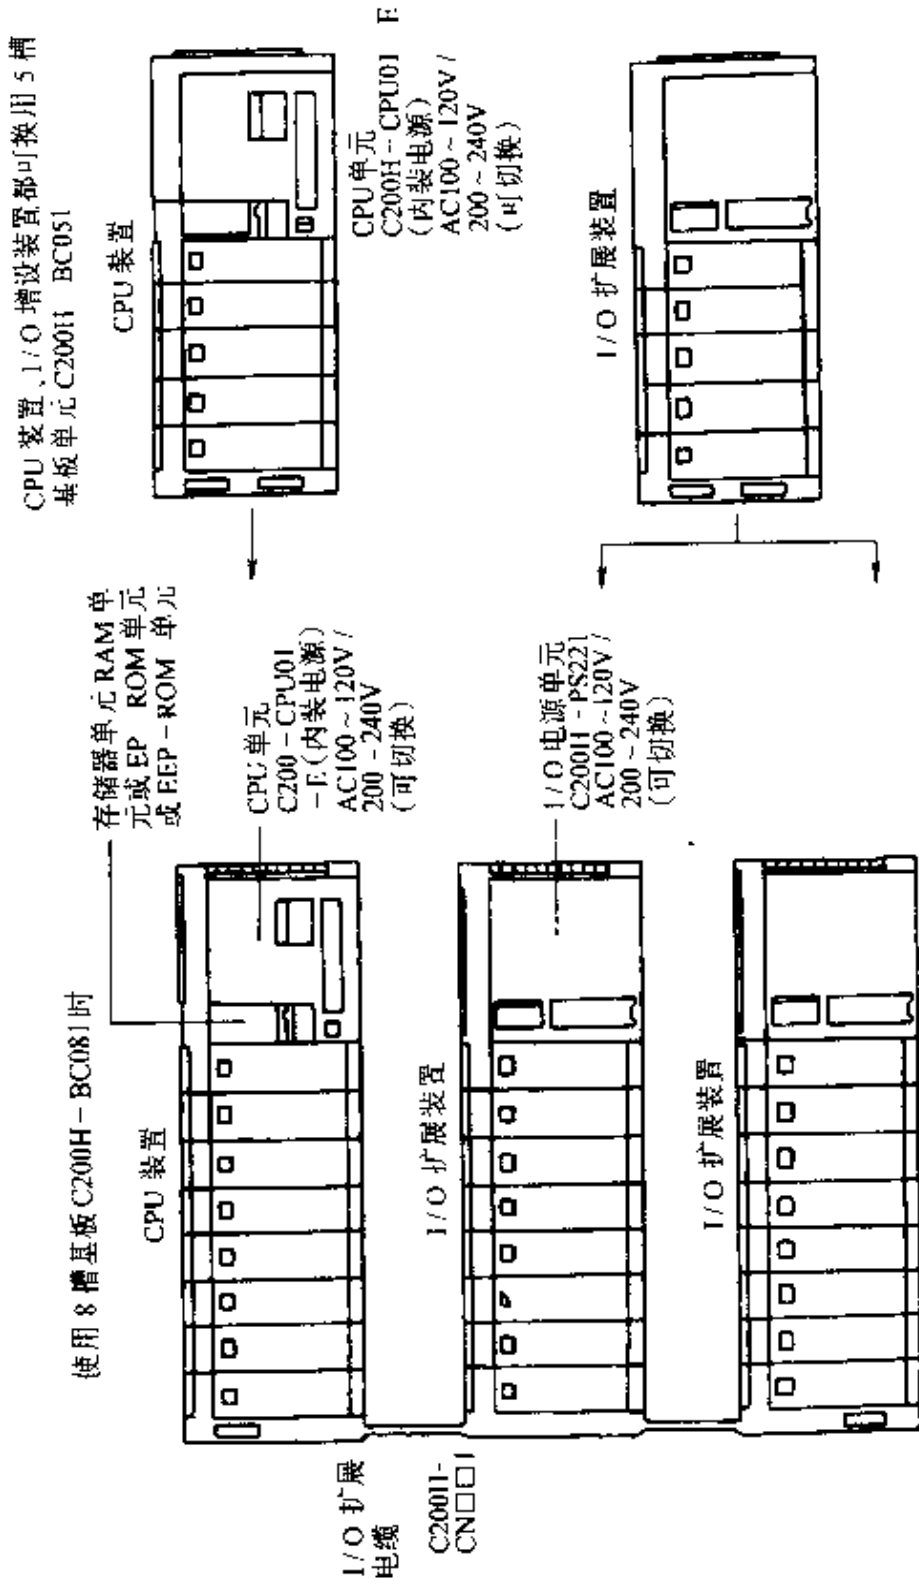 使用 8 槽基板 C200H-BC081 时
CPU 装置
存储器单元 RAM 单
元或 EP ROM 单元
或 EEP-ROM 单元
CPU 单元
C200-CPU01
-E(内装电源)
AC100~120V/
200~240V
(可切换)
I/O 扩展
电缆
C200H-
CN□□1
I/O 扩展装置
I/O 电源单元
C200H-PS221
AC100~120V/
200~240V
(可切换)
I/O 扩展装置
CPU 装置、I/O 增设装置都可换用 5 槽
基板单元 C200H BC051
CPU 装置
CPU 单元
C200H-CPU01 E
(内装电源)
AC100~120V/
200~240V
(可切换)
I/O 扩展装置